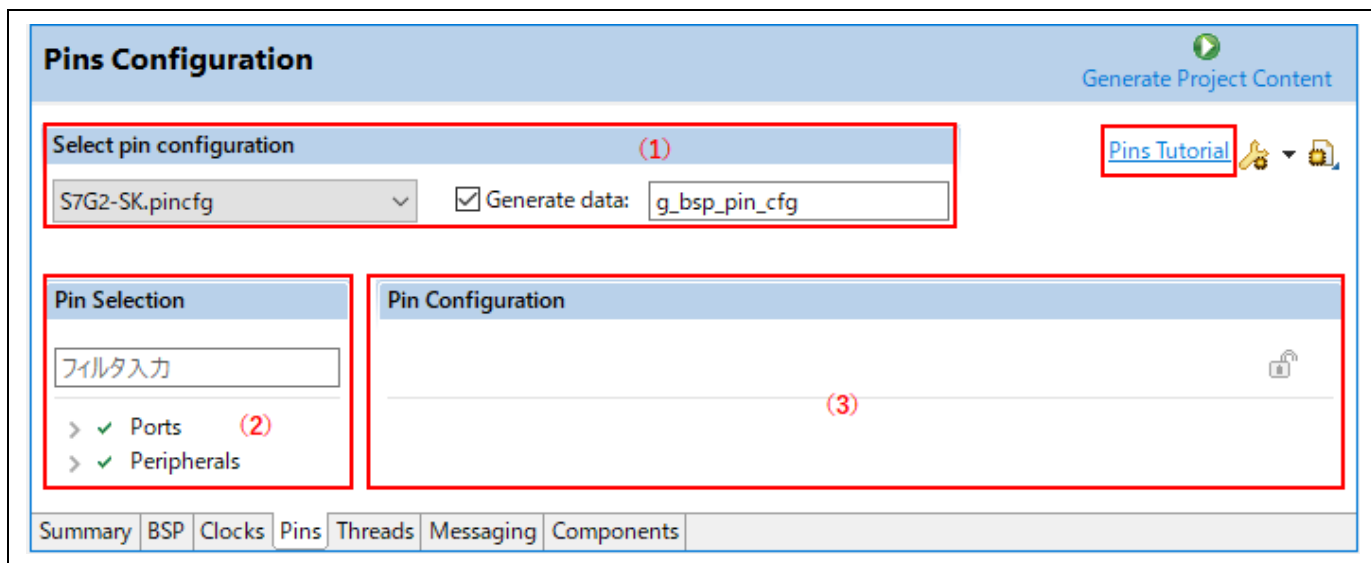 Pins Configuration
Generate Project Content
Select pin configuration (1)
Pins Tutorial
S7G2-SK.pincfg Generate data: g_bsp_pin_cfg
Pin Selection
Pin Configuration
フィルタ入力
(3)
Ports (2)
Peripherals
Summary BSP Clocks Pins Threads Messaging Components